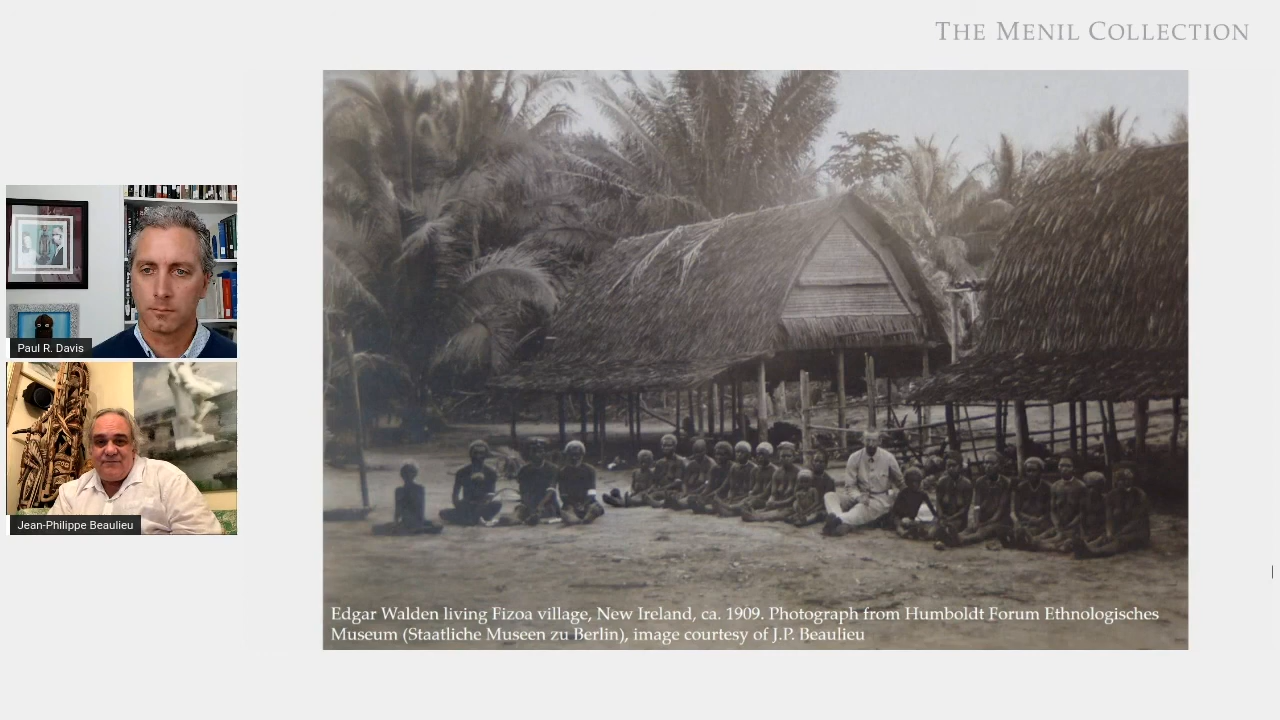 THE MENIL COLLECTION
Paul R. Davis
Jean-Philippe Beaulieu
Edgar Walden living Fizoa village, New Ireland, ca. 1909. Photograph from Humboldt Forum Ethnologisches
Museum (Staatliche Museen zu Berlin), image courtesy of J.P. Beaulieu